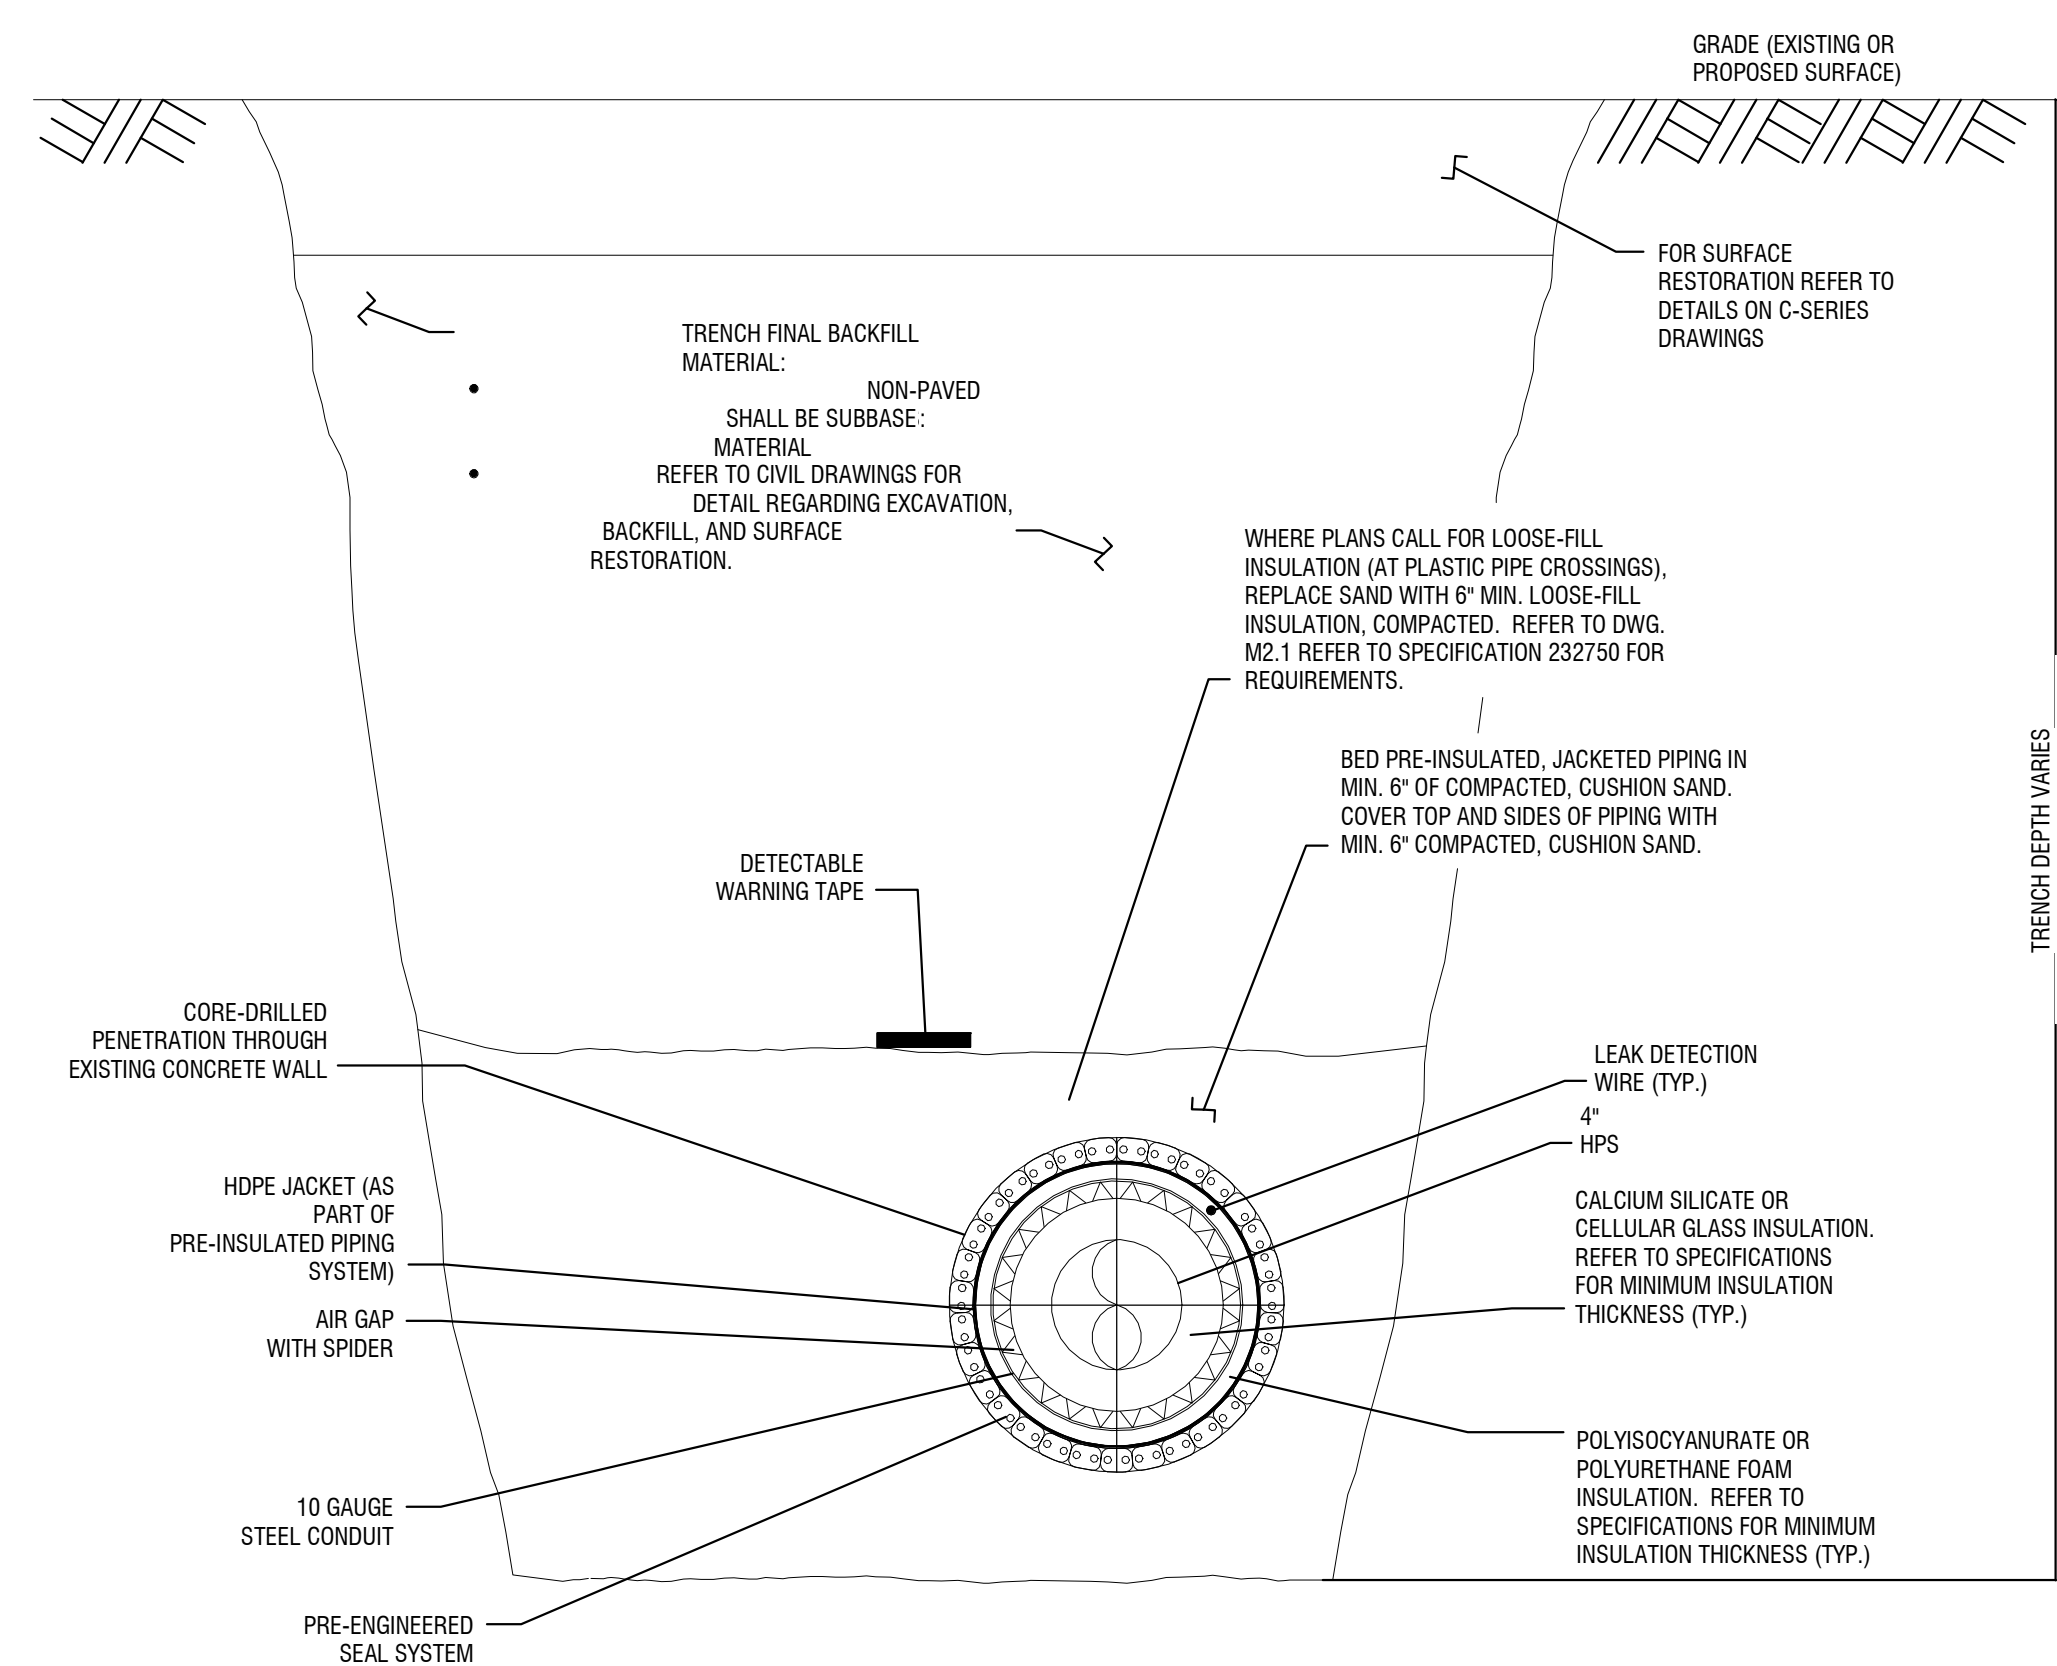 GRADE (EXISTING OR
PROPOSED SURFACE)
FOR SURFACE
RESTORATION REFER TO
DETAILS ON C-SERIES
DRAWINGS
TRENCH FINAL BACKFILL
MATERIAL:
• NON-PAVED
SHALL BE SUBBASE:
MATERIAL
• REFER TO CIVIL DRAWINGS FOR
DETAIL REGARDING EXCAVATION,
BACKFILL, AND SURFACE
RESTORATION.
WHERE PLANS CALL FOR LOOSE-FILL
INSULATION (AT PLASTIC PIPE CROSSINGS),
REPLACE SAND WITH 6" MIN. LOOSE-FILL
INSULATION, COMPACTED. REFER TO DWG.
M2.1 REFER TO SPECIFICATION 232750 FOR
REQUIREMENTS.
BED PRE-INSULATED, JACKETED PIPING IN
MIN. 6" OF COMPACTED, CUSHION SAND.
COVER TOP AND SIDES OF PIPING WITH
MIN. 6" COMPACTED, CUSHION SAND.
TRENCH DEPTH VARIES
DETECTABLE
WARNING TAPE
CORE-DRILLED
PENETRATION THROUGH
EXISTING CONCRETE WALL
HDPE JACKET (AS
PART OF
PRE-INSULATED PIPING
SYSTEM)
AIR GAP
WITH SPIDER
10 GAUGE
STEEL CONDUIT
PRE-ENGINEERED
SEAL SYSTEM
LEAK DETECTION
WIRE (TYP.)
4"
HPS
CALCIUM SILICATE OR
CELLULAR GLASS INSULATION.
REFER TO SPECIFICATIONS
FOR MINIMUM INSULATION
THICKNESS (TYP.)
POLYISOCYANURATE OR
POLYURETHANE FOAM
INSULATION. REFER TO
SPECIFICATIONS FOR MINIMUM
INSULATION THICKNESS (TYP.)